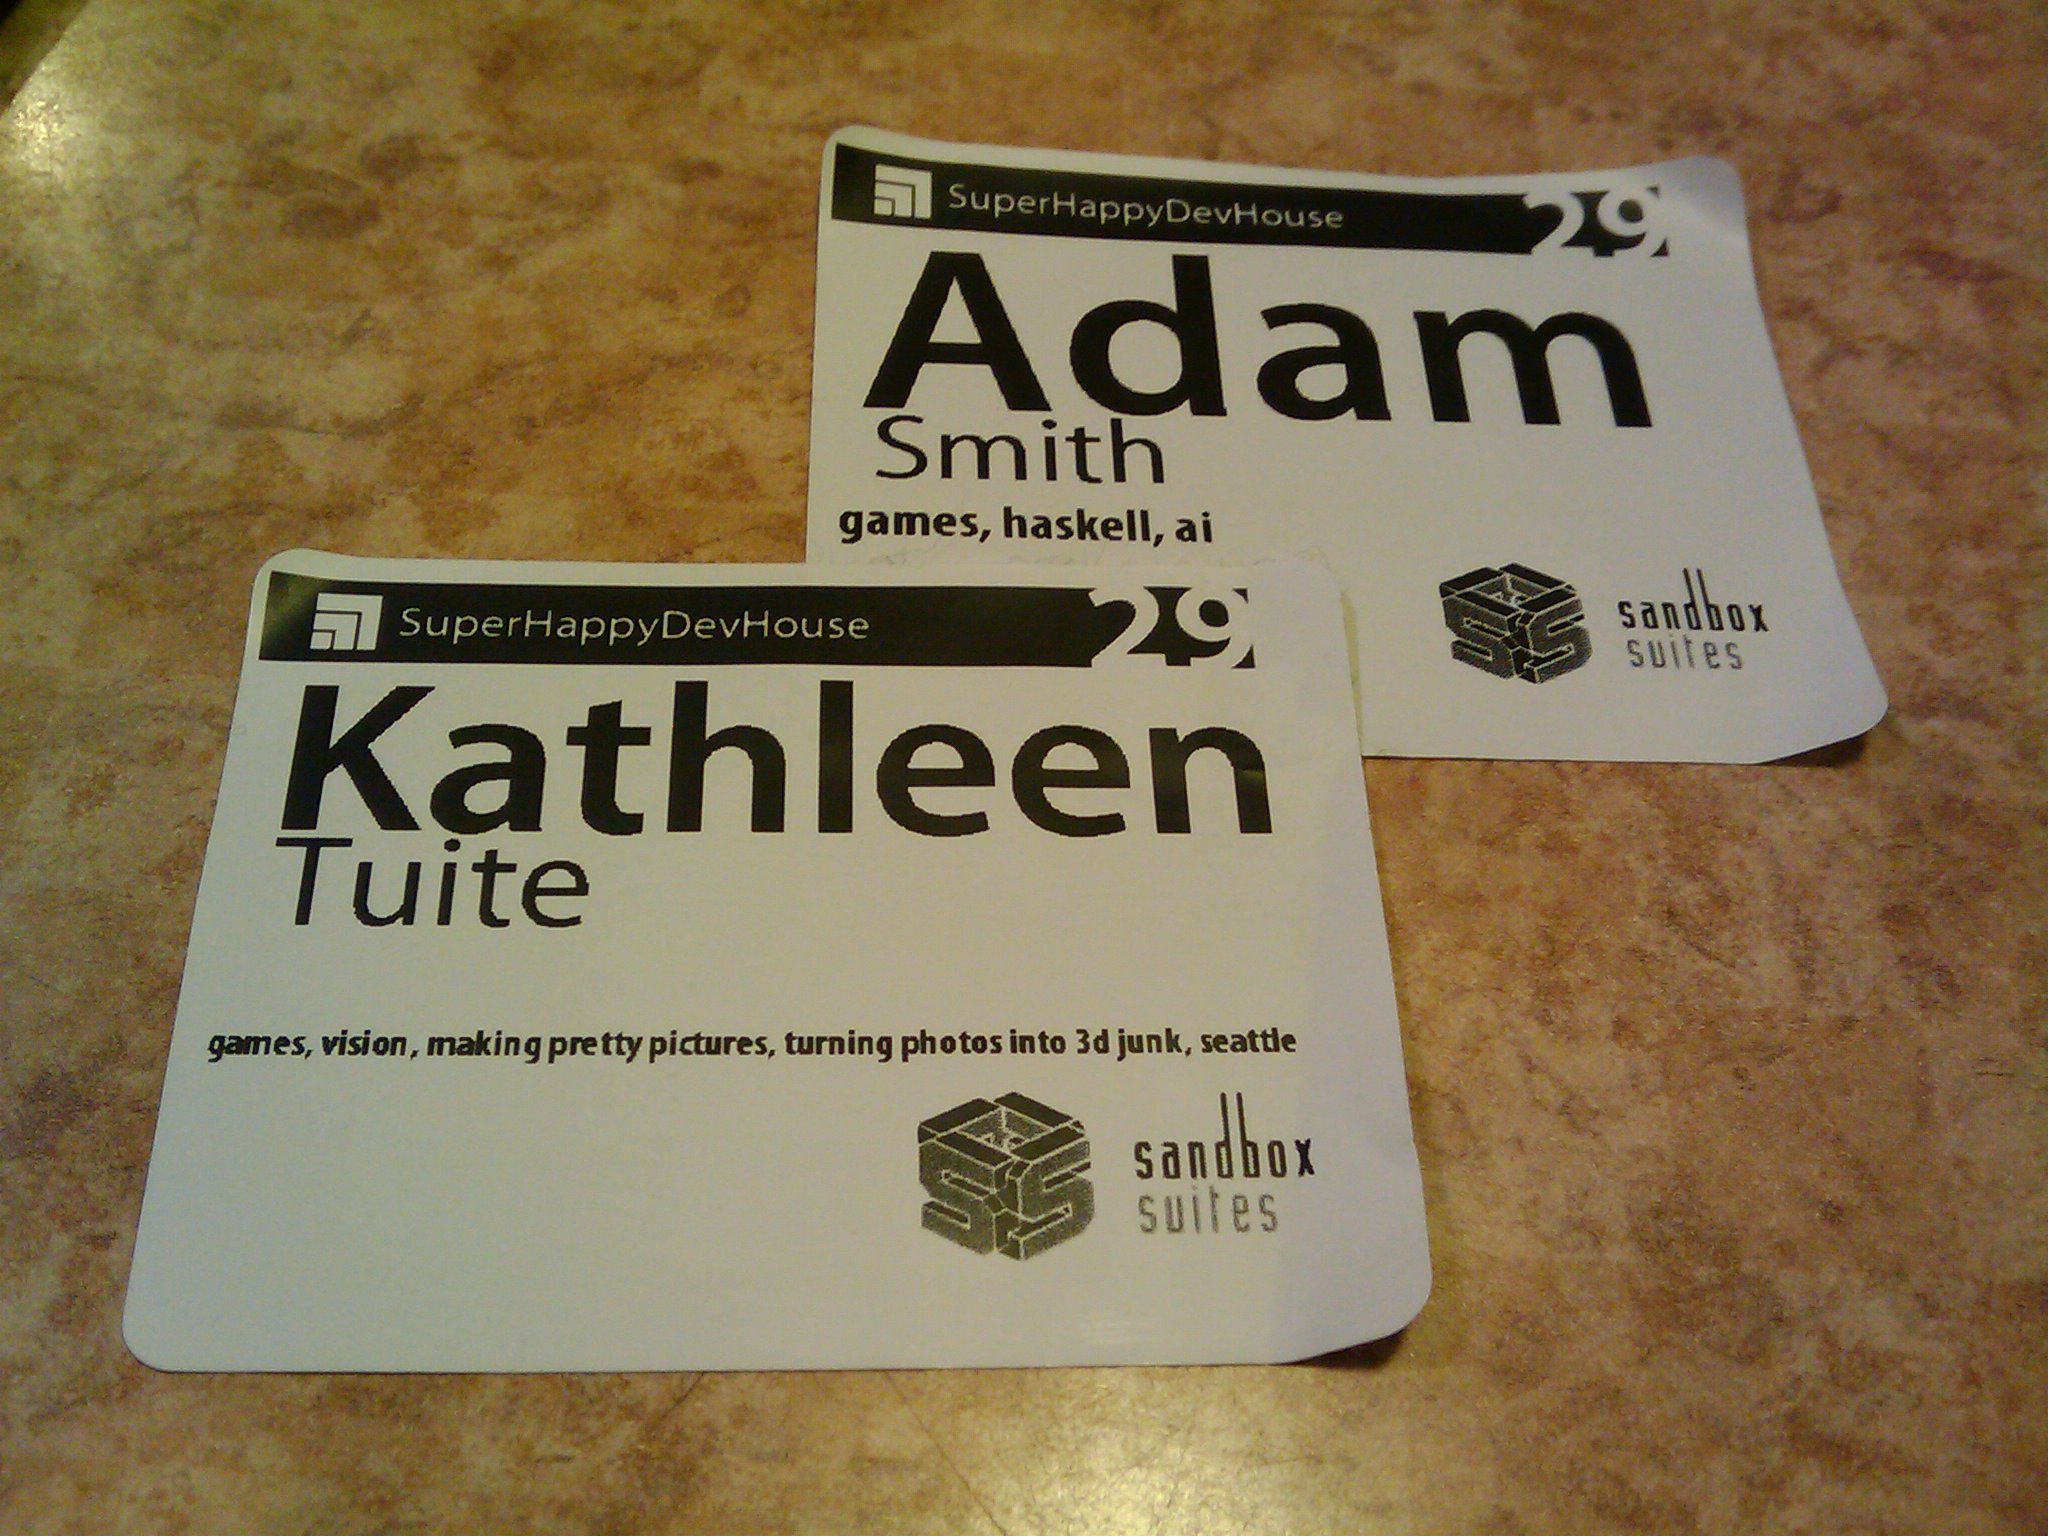 SuperHappyDevHouse 29
Adam
Smith
games, haskell, ai
sandbox
suites
SuperHappyDevHouse 29
Kathleen
Tuite
games, vision, making pretty pictures, turning photos into 3d junk, seattle
sandbox
suites